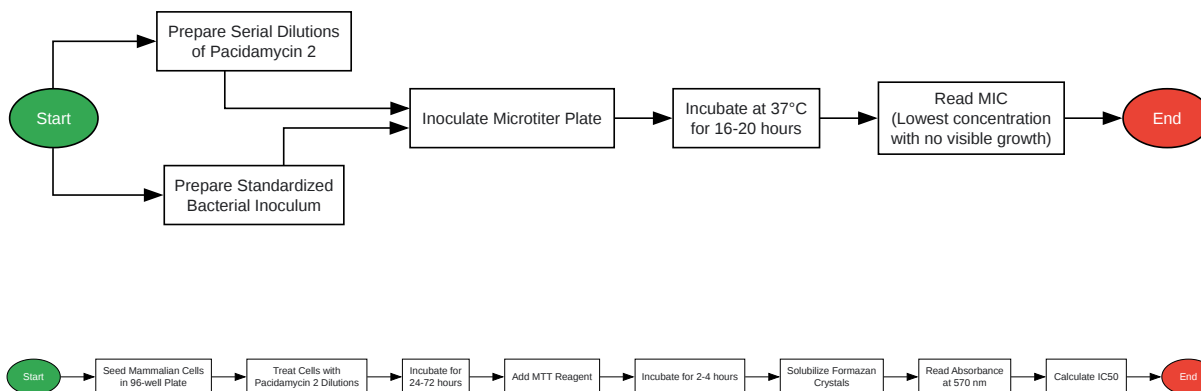 Prepare Serial Dilutions
of Pacidamycin 2
Start
Inoculate Microtiter Plate
Incubate at 37°C
for 16-20 hours
Read MIC
(Lowest concentration
with no visible growth)
End
Prepare Standardized
Bacterial Inoculum
Start
Seed Mammalian Cells
in 96-well Plate
Treat Cells with
Pacidamycin 2 Dilutions
Incubate for
24-72 hours
Add MTT Reagent
Incubate for 2-4 hours
Solubilize Formazan
Crystals
Read Absorbance
at 570 nm
Calculate IC50
End